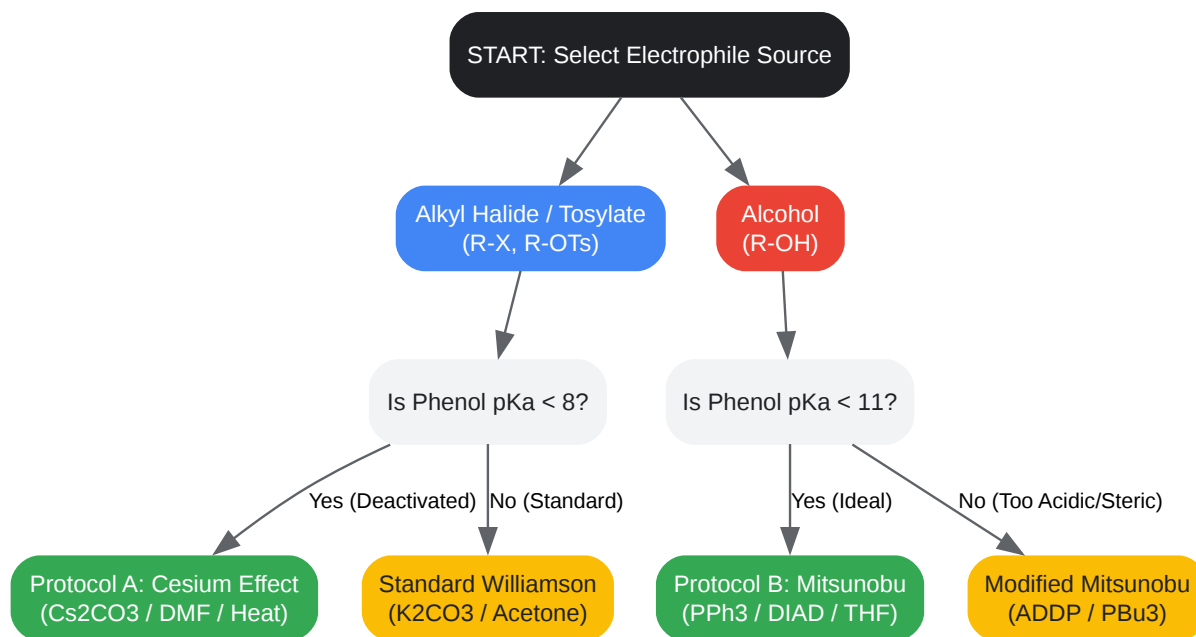 START: Select Electrophile Source
Alkyl Halide / Tosylate
(R-X, R-OTs)
Alcohol
(R-OH)
Is Phenol pKa < 8?
Is Phenol pKa < 11?
Yes (Deactivated)
No (Standard)
Yes (Ideal)
No (Too Acidic/Steric)
Protocol A: Cesium Effect
(Cs2CO3 / DMF / Heat)
Standard Williamson
(K2CO3 / Acetone)
Protocol B: Mitsunobu
(PPh3 / DIAD / THF)
Modified Mitsunobu
(ADDP / PBu3)